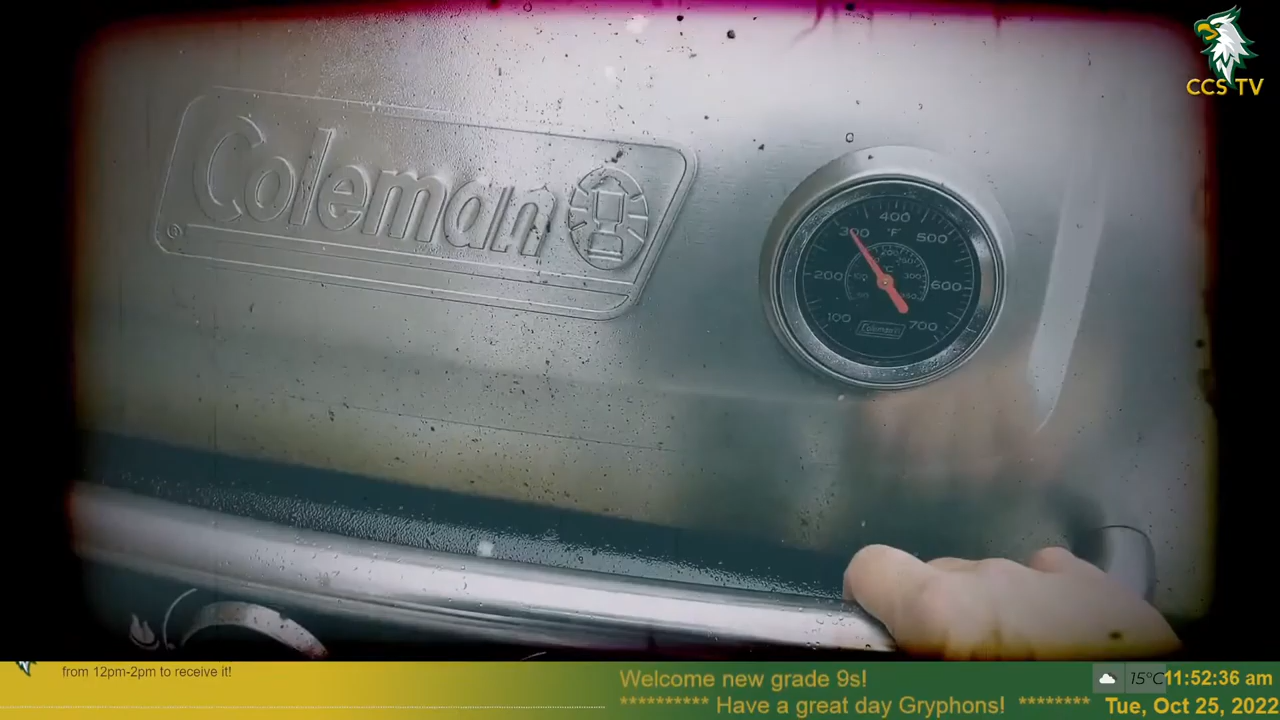 CCS TV
Coleman
400
300
°F
500
200
600
100
700
Coleman
from 12pm-2pm to receive it!
Welcome new grade 9s!
********** Have a great day Gryphons! ********
15°C
11:52:36 am
Tue, Oct 25, 2022